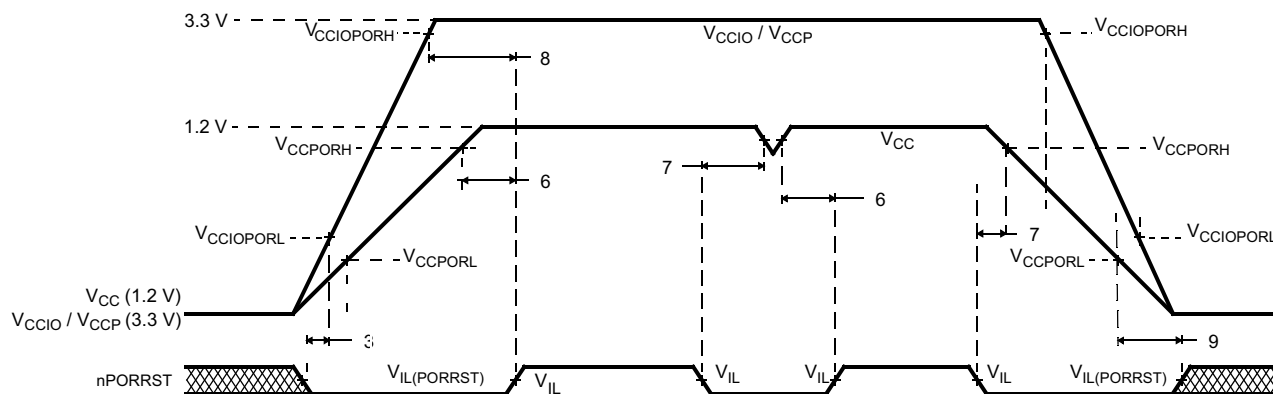 3.3 V
VCCIOPORH
VCCIO / VCCP
VCCIOPORH
8
1.2 V
VCCPORH
VCC
VCCPORH
7
6
6
7
VCCIOPORL
VCCPORL
VCCPORL
VCCIOPORL
VCC (1.2 V)
VCCIO / VCCP (3.3 V)
3
9
nPORRST
VIL(PORRST)
VIL
VIL
VIL
VIL
VIL(PORRST)